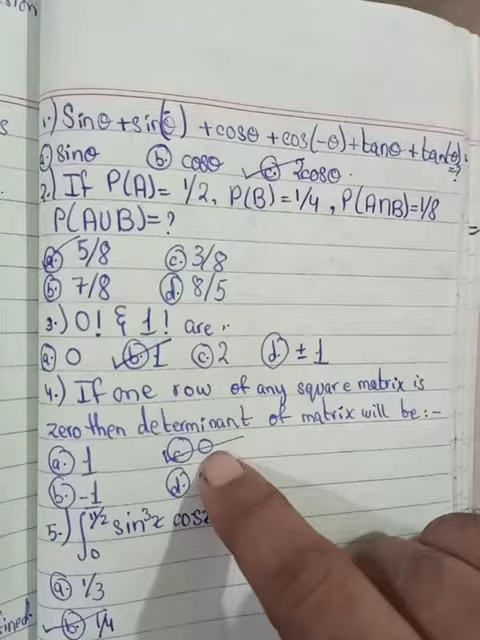 1.) Sinθ + sin(-θ) + cosθ + cos(-θ) + tanθ + tan(-θ) = ?
a. sinθ b. cosθ c. 2cosθ
2.) If P(A) = 1/2, P(B) = 1/4, P(A∩B) = 1/8
P(A∪B) = ?
a. 5/8 c. 3/8
b. 7/8 d. 8/5
3.) 0! & 1! are..
a. 0 b. 1 c. 2 d. ± 1
4.) If one row of any square matrix is
zero then determinant of matrix will be :-
a. 1 c. 0
b. -1 d.
5.) ∫ 0 sin³x cos
a. 1/3
b. 1/4